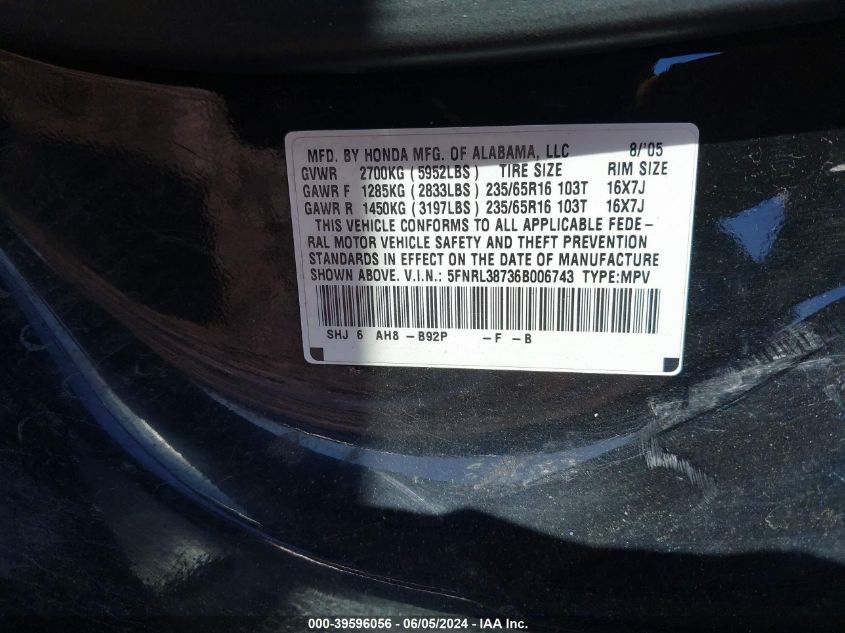 MFD. BY HONDA MFG. OF ALABAMA, LLC 8/'05
GVWR 2700KG (5952LBS) TIRE SIZE RIM SIZE
GAWR F 1285KG (2833LBS) 235/65R16 103T 16X7J
GAWR R 1450KG (3197LBS) 235/65R16 103T 16X7J
THIS VEHICLE CONFORMS TO ALL APPLICABLE FEDE-
RAL MOTOR VEHICLE SAFETY AND THEFT PREVENTION
STANDARDS IN EFFECT ON THE DATE OF MANUFACTURE
SHOWN ABOVE. V.I.N.: 5FNRL38736B006743 TYPE:MPV
SHJ 6 AH8 -B92P -F -B
000-39596056 - 06/05/2024 - IAA Inc.